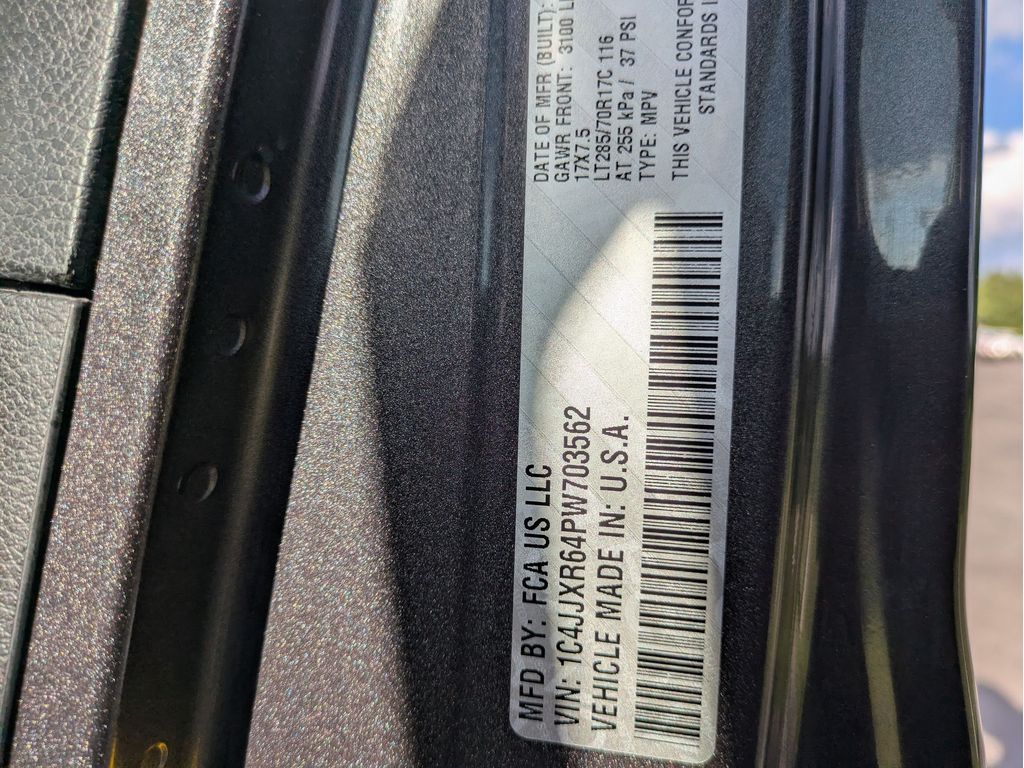 MFD BY: FCA US LLC
VIN: 1C4JJXR64PW703562
VEHICLE MADE IN: U.S.A.
DATE OF MFR (BUILT):
GAWR FRONT: 3100
17X7.5
LT285/70R17C 116
AT 255 kPa / 37 PSI
TYPE: MPV
THIS VEHICLE
STANDARDS